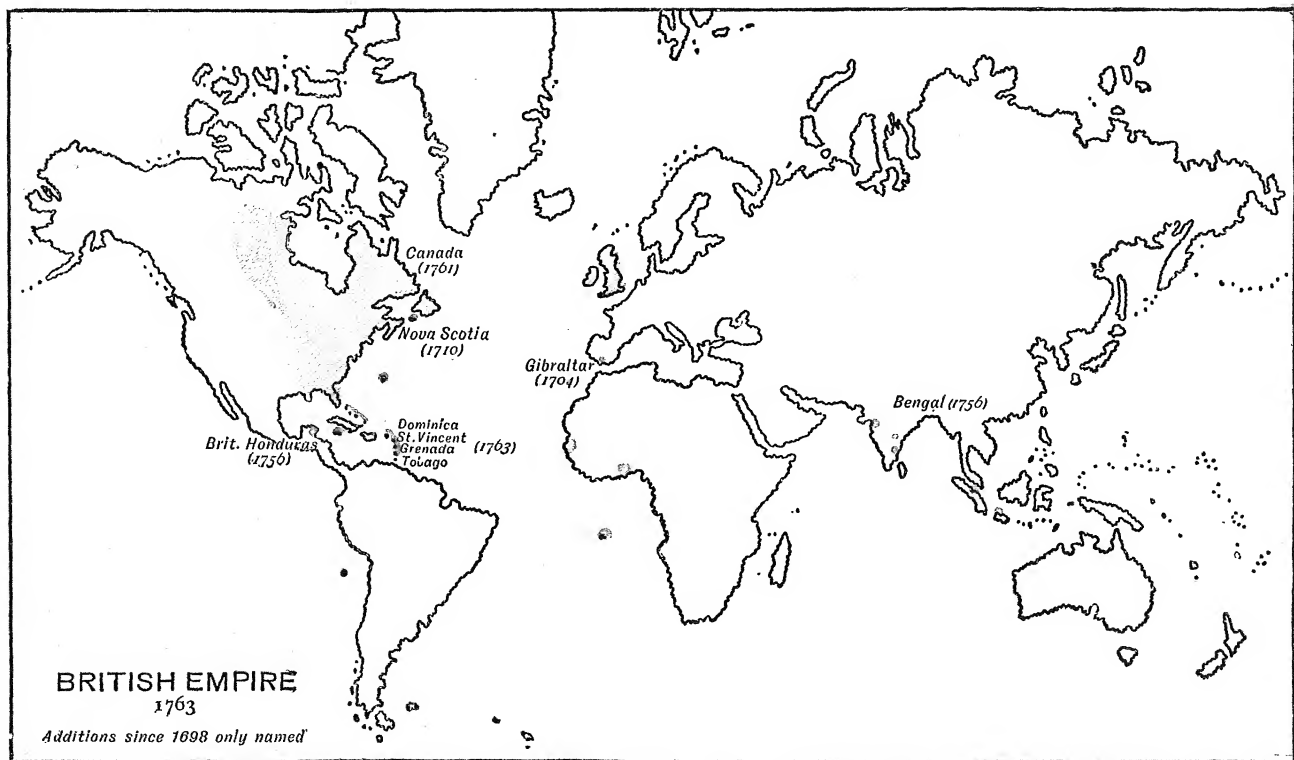 Canada
(1761)
Nova Scotia
(1710)
Gibraltar
(1704)
Bengal (1756)
Brit. Honduras
(1756)
Dominica
St. Vincent
Grenada (1763)
Tobago
BRITISH EMPIRE
1763
Additions since 1698 only named